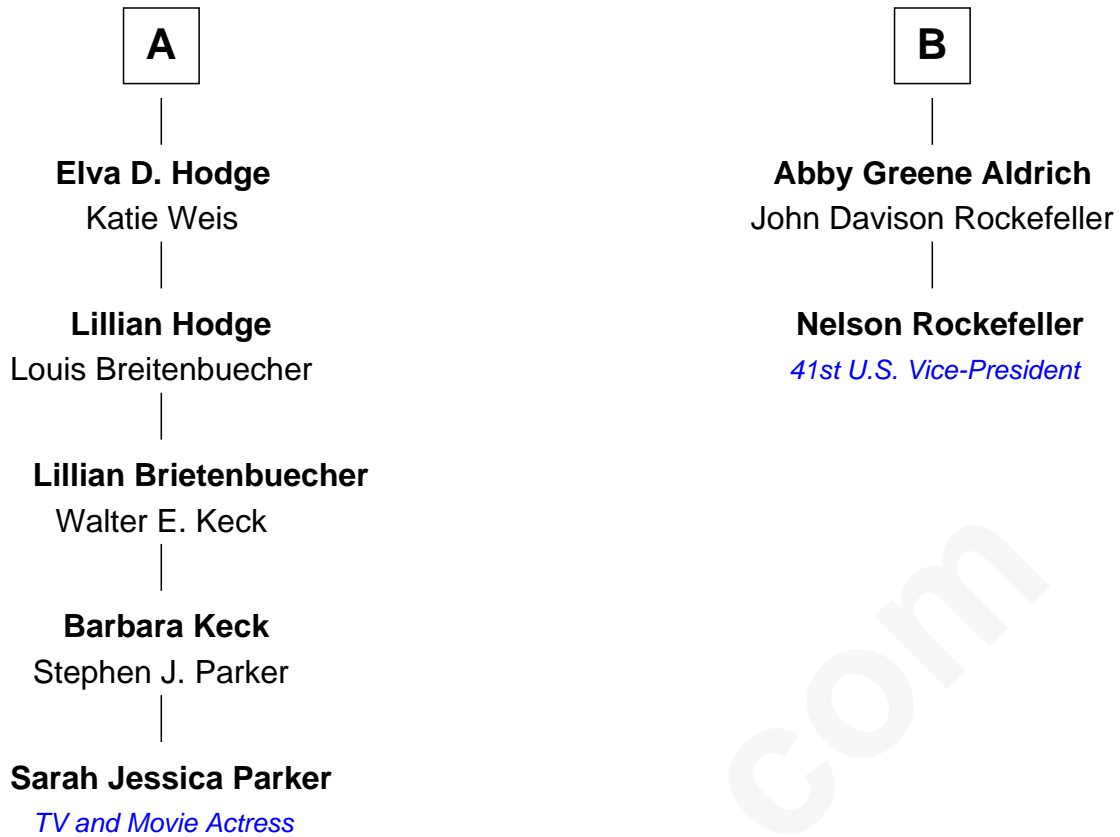 A
Elva D. Hodge
Katie Weis
Lillian Hodge
Louis Breitenbuecher
Lillian Brietenbuecher
Walter E. Keck
Barbara Keck
Stephen J. Parker
Sarah Jessica Parker
TV and Movie Actress
B
Abby Greene Aldrich
John Davison Rockefeller
Nelson Rockefeller
41st U.S. Vice-President
com